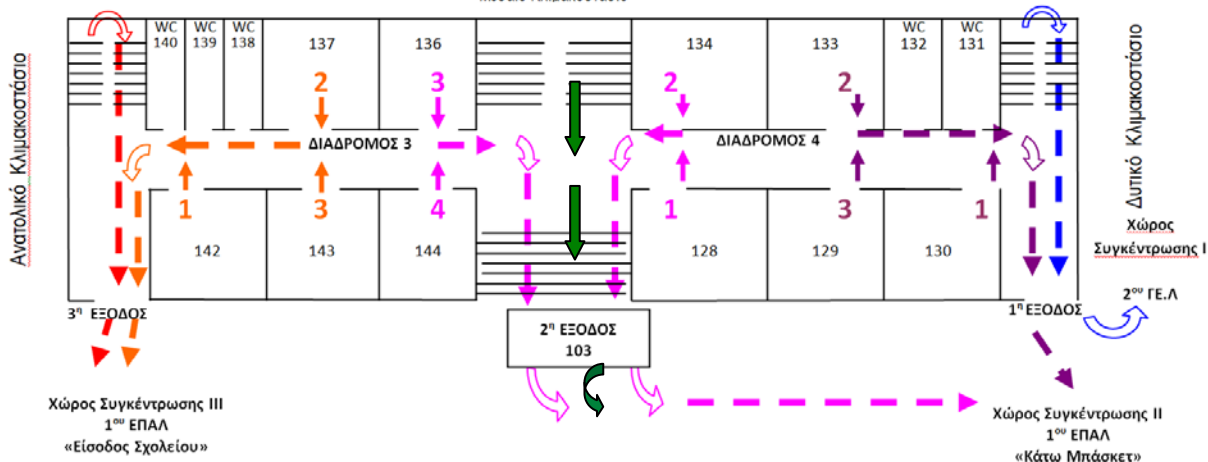 WC
140
WC
139
WC
138
137
136
134
133
WC
132
WC
131
2
3
2
2
ΔΙΑΔΡΟΜΟΣ 3
ΔΙΑΔΡΟΜΟΣ 4
Ανατολικό Κλιμακοστάσιο
Δυτικό Κλιμακοστάσιο
1
3
4
1
3
1
142
143
144
128
129
130
Χώρος
Συγκέντρωσης Ι
2ου ΓΕ.Λ
3η ΕΞΟΔΟΣ
1η ΕΞΟΔΟΣ
2η ΕΞΟΔΟΣ
103
Χώρος Συγκέντρωσης ΙΙΙ
1ου ΕΠΑΛ
«Είσοδος Σχολείου»
Χώρος Συγκέντρωσης ΙΙ
1ου ΕΠΑΛ
«Κάτω Μπάσκετ»